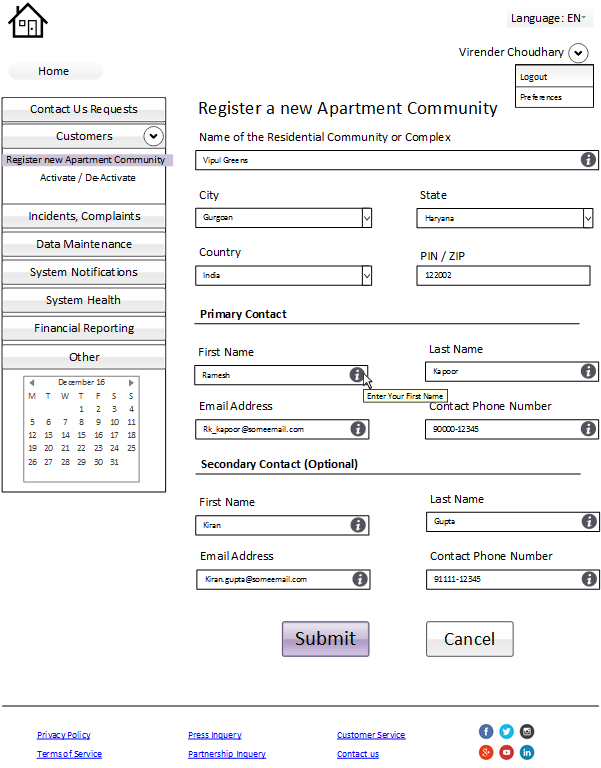 Language: EN
Virender Choudhary
Logout
Preferences
Home
Contact Us Requests
Customers
Register new Apartment Community
Activate / De-Activate
Incidents, Complaints
Data Maintenance
System Notifications
System Health
Financial Reporting
Other
December 16
M T W T F S S
1 2 3 4
5 6 7 8 9 10 11
12 13 14 15 16 17 18
19 20 21 22 23 24 25
26 27 28 29 30 31
Register a new Apartment Community
Name of the Residential Community or Complex
Vipul Greens
City State
Gurgoan Haryana
Country PIN / ZIP
India 122002
Primary Contact
First Name Last Name
Ramesh Kapoor
Enter Your First Name
Email Address Contact Phone Number
Rk_kapoor@someemail.com 90000-12345
Secondary Contact (Optional)
First Name Last Name
Kiran Gupta
Email Address Contact Phone Number
Kiran.gupta@someemail.com 91111-12345
Submit Cancel
Privacy Policy Press Inquery Customer Service
Terms of Service Partnership Inquery Contact us